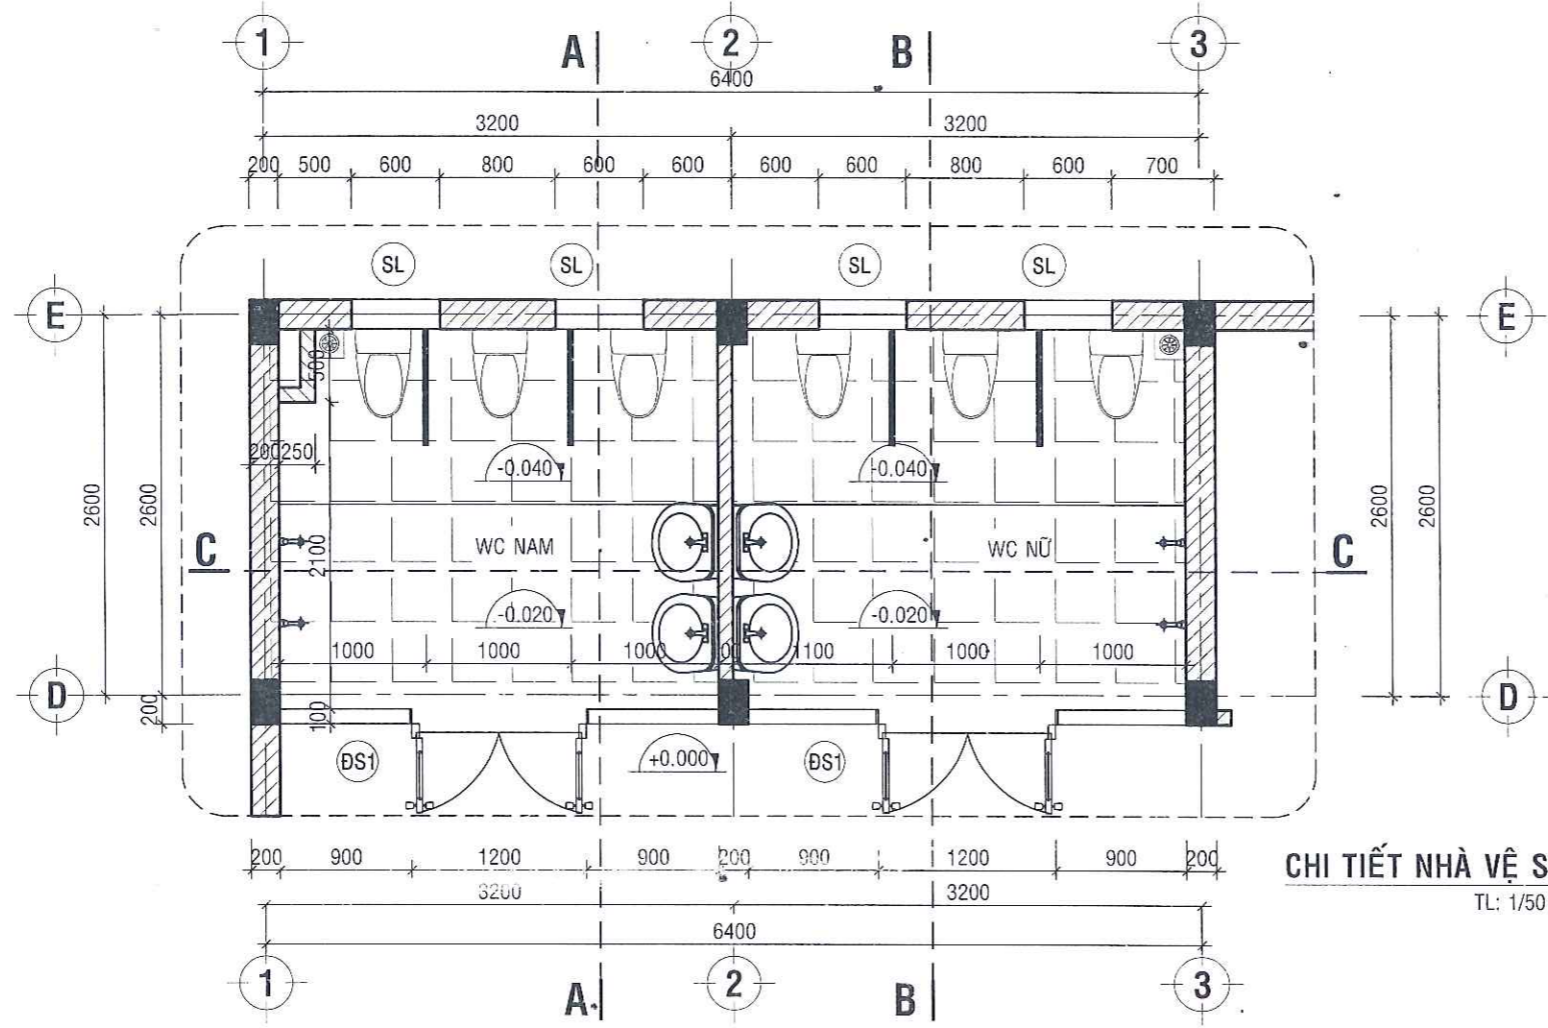 1 A 2 B 3
6400
3200 3200
200 500 600 800 600 600 600 600 800 600 700
SL SL SL SL
E E
500
200 250
-0.040 -0.040
2600 2600 2600 2600
C WC NAM WC NỮ C
2100
-0.020 -0.020
1000 1000 1000 1100 1000 1000
D D
200 100
ĐS1 +0.000 ĐS1
200 900 1200 900 200 900 1200 900 200
CHI TIẾT NHÀ VỆ S
TL: 1/50
3200 3200
6400
1 A 2 B 3